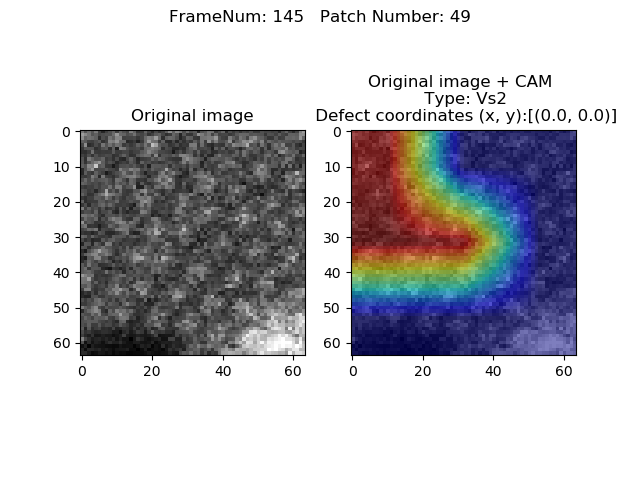 FrameNum: 145   Patch Number: 49
Original image
Original image + CAM
Type: Vs2
Defect coordinates (x, y):[(0.0, 0.0)]
0
10
20
30
40
50
60
0 20 40 60
0
10
20
30
40
50
60
0 20 40 60